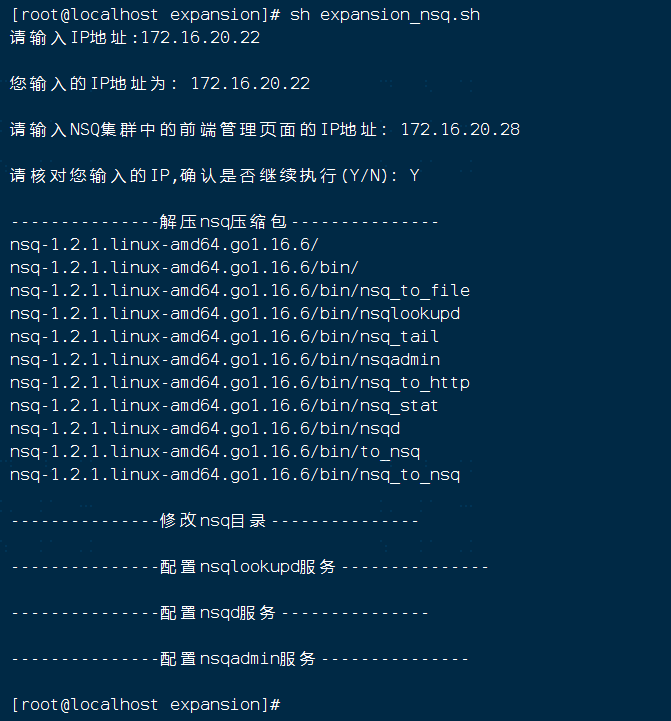 [root@localhost expansion]# sh expansion_nsq.sh
请输入IP地址:172.16.20.22
您输入的IP地址为: 172.16.20.22
请输入NSQ集群中的前端管理页面的IP地址: 172.16.20.28
请核对您输入的IP,确认是否继续执行(Y/N): Y
---------------解压nsq压缩包---------------
nsq-1.2.1.linux-amd64.go1.16.6/
nsq-1.2.1.linux-amd64.go1.16.6/bin/
nsq-1.2.1.linux-amd64.go1.16.6/bin/nsq_to_file
nsq-1.2.1.linux-amd64.go1.16.6/bin/nsqlookupd
nsq-1.2.1.linux-amd64.go1.16.6/bin/nsq_tail
nsq-1.2.1.linux-amd64.go1.16.6/bin/nsqadmin
nsq-1.2.1.linux-amd64.go1.16.6/bin/nsq_to_http
nsq-1.2.1.linux-amd64.go1.16.6/bin/nsq_stat
nsq-1.2.1.linux-amd64.go1.16.6/bin/nsqd
nsq-1.2.1.linux-amd64.go1.16.6/bin/to_nsq
nsq-1.2.1.linux-amd64.go1.16.6/bin/nsq_to_nsq
---------------修改nsq目录---------------
---------------配置nsqlookupd服务---------------
---------------配置nsqd服务---------------
---------------配置nsqadmin服务---------------
[root@localhost expansion]#